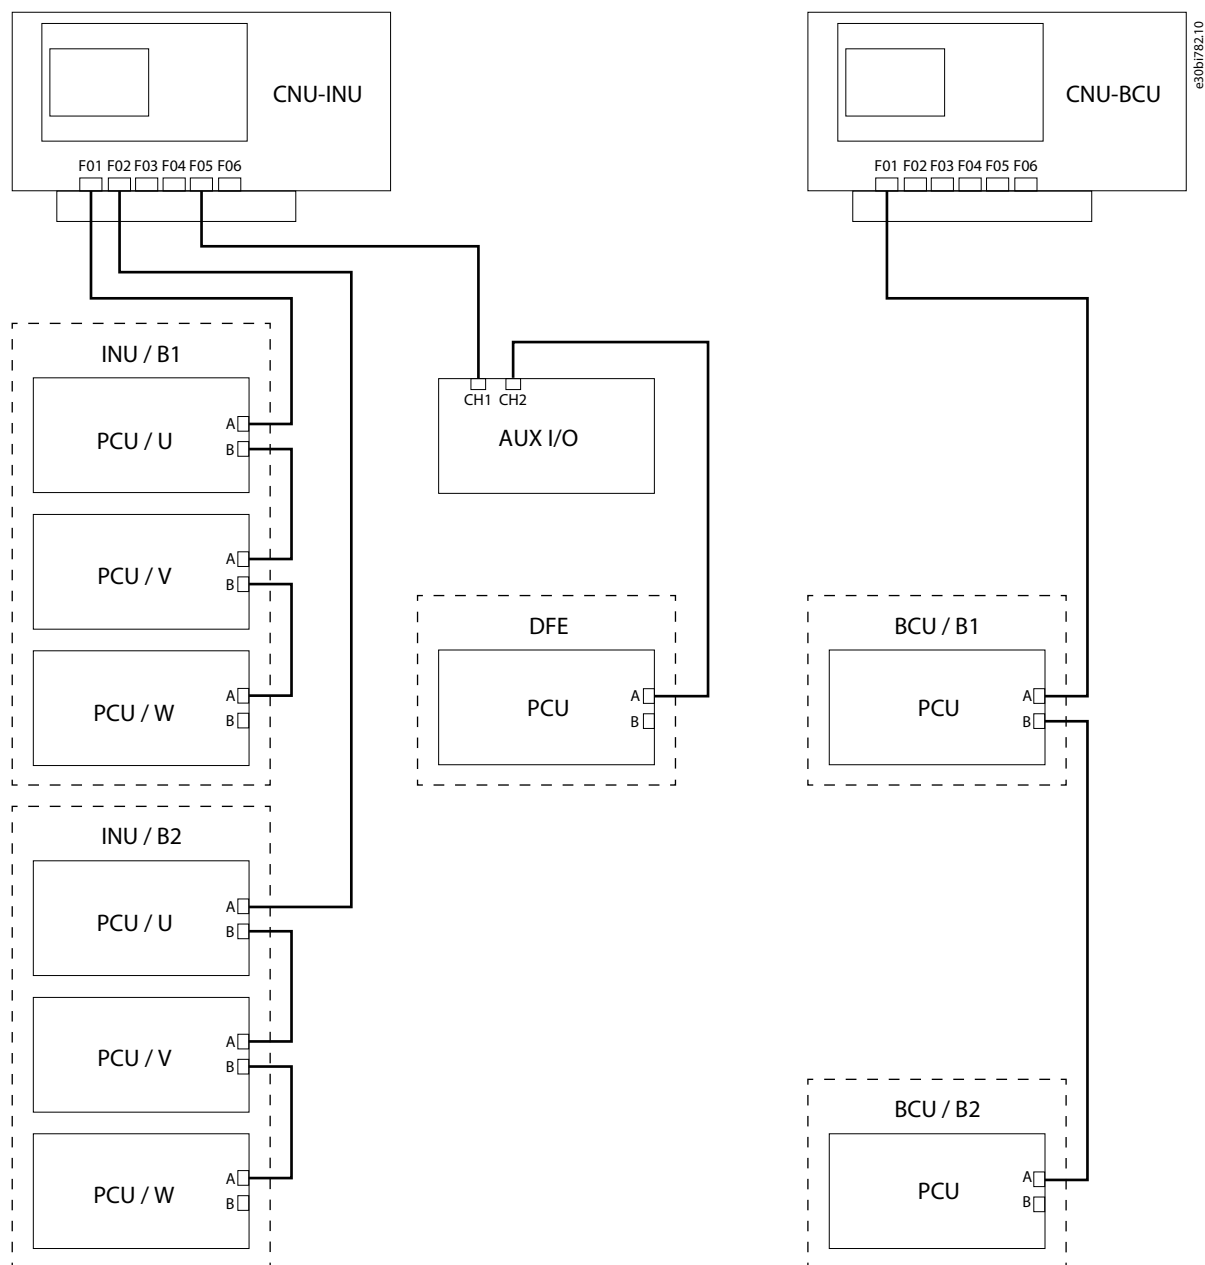 CNU-INU
F01 F02 F03 F04 F05 F06
CNU-BCU
F01 F02 F03 F04 F05 F06
e30bi782.10
INU / B1
PCU / U
A
B
PCU / V
A
B
PCU / W
A
B
INU / B2
PCU / U
A
B
PCU / V
A
B
PCU / W
A
B
CH1 CH2
AUX I/O
DFE
PCU
A
B
BCU / B1
PCU
A
B
BCU / B2
PCU
A
B